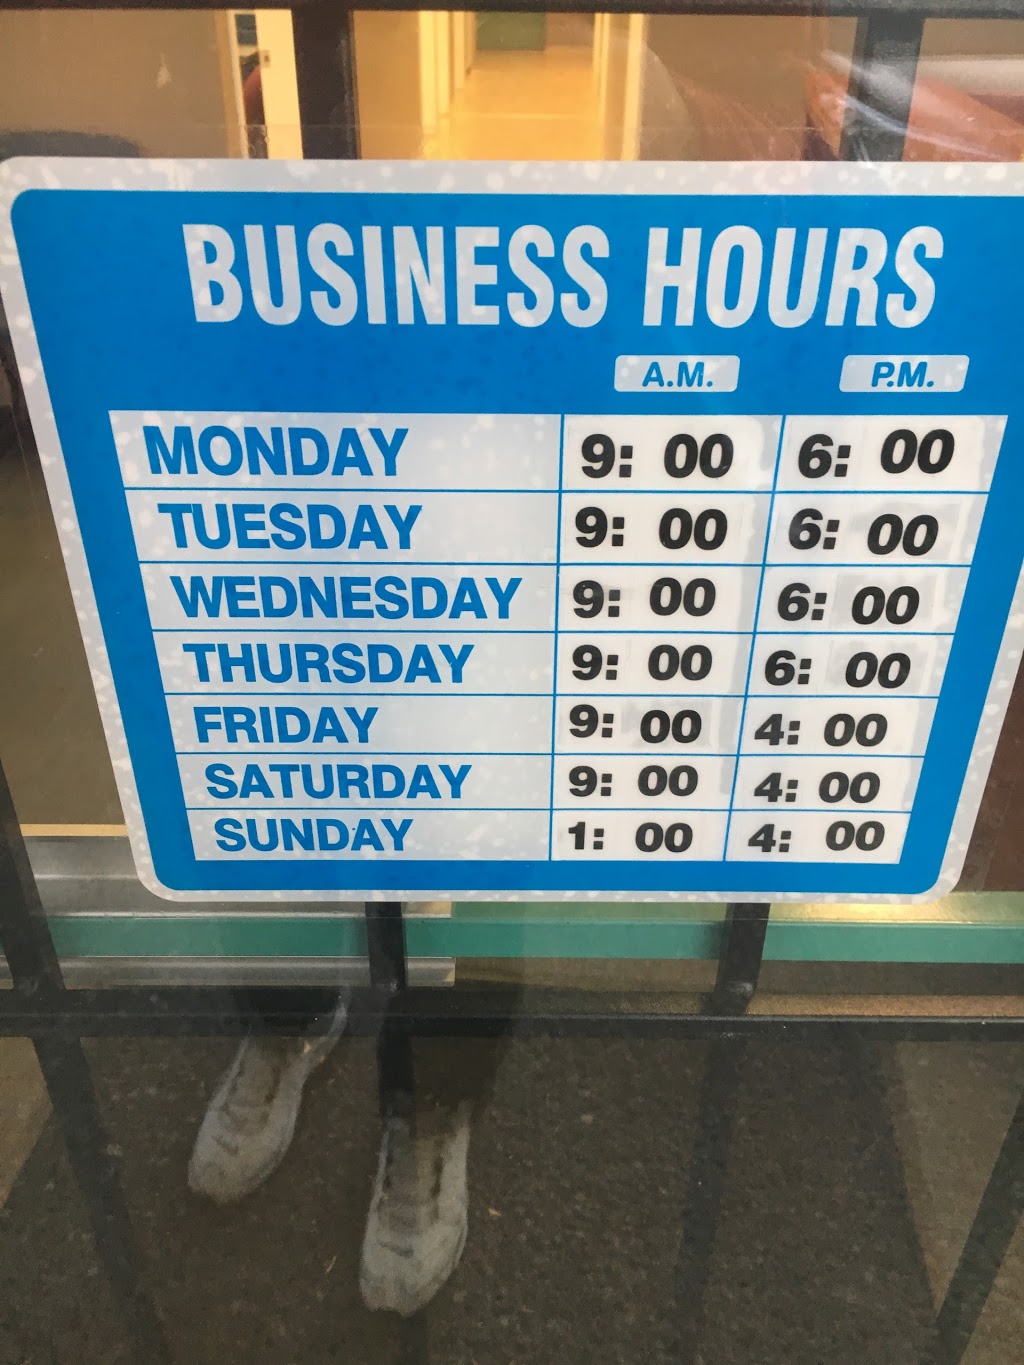 BUSINESS HOURS
A.M. P.M.
MONDAY 9: 00 6: 00
TUESDAY 9: 00 6: 00
WEDNESDAY 9: 00 6: 00
THURSDAY 9: 00 6: 00
FRIDAY 9: 00 4: 00
SATURDAY 9: 00 4: 00
SUNDAY 1: 00 4: 00